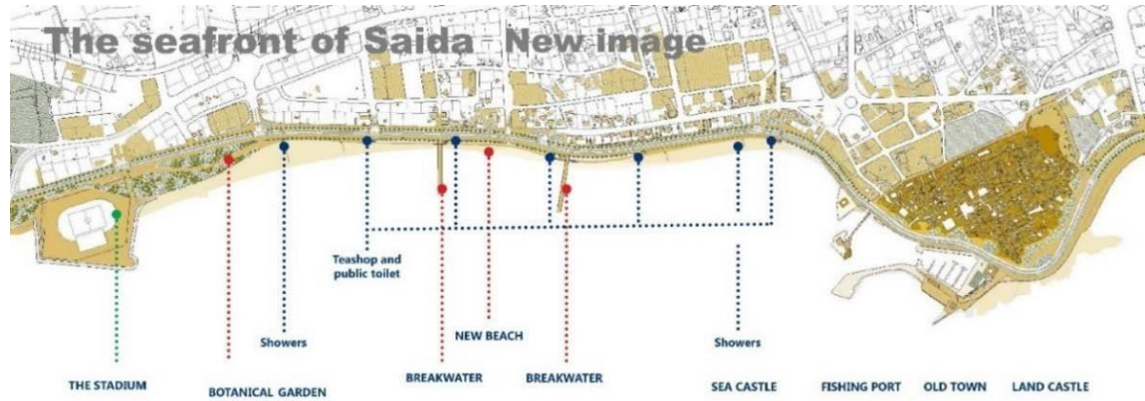 The seafront of Saida - New image
Teashop and
public toilet
Showers
NEW BEACH
Showers
THE STADIUM
BOTANICAL GARDEN
BREAKWATER
BREAKWATER
SEA CASTLE
FISHING PORT
OLD TOWN
LAND CASTLE